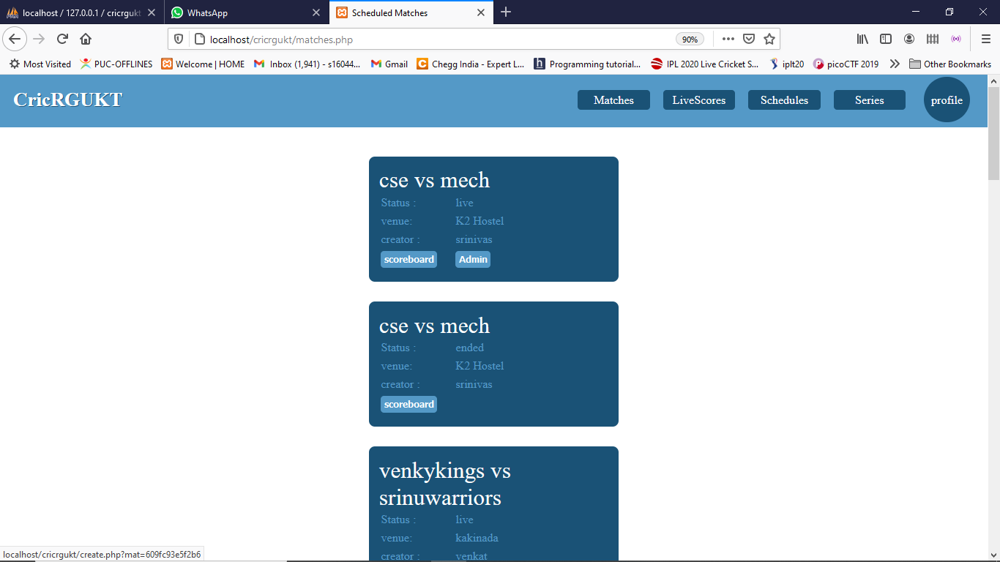 localhost / 127.0.0.1 / cricrgukt
WhatsApp
Scheduled Matches
localhost/cricrgukt/matches.php
90%
Most Visited
PUC-OFFLINES
Welcome | HOME
Inbox (1,941) - s16044...
Gmail
Chegg India - Expert L...
Programming tutorial...
IPL 2020 Live Cricket S...
iplt20
picoCTF 2019
Other Bookmarks
CricRGUKT
Matches
LiveScores
Schedules
Series
profile
cse vs mech
Status : live
venue: K2 Hostel
creator : srinivas
scoreboard Admin
cse vs mech
Status : ended
venue: K2 Hostel
creator : srinivas
scoreboard
venkykings vs
srinuwarriors
Status : live
venue: kakinada
creator : venkat
localhost/cricrgukt/create.php?mat=609fc93e5f2b6